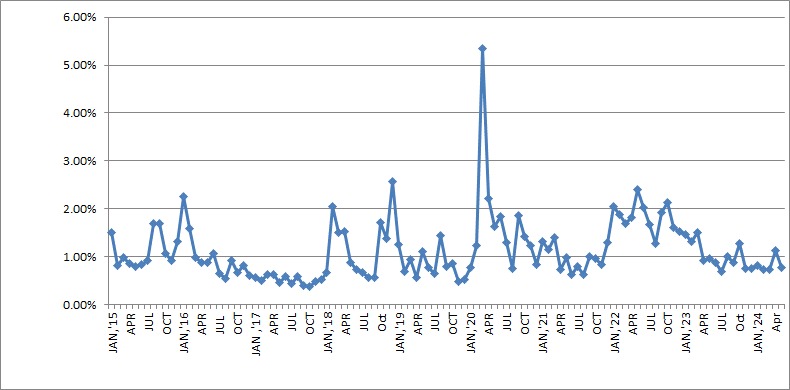 6.00%
5.00%
4.00%
3.00%
2.00%
1.00%
0.00%
JAN,'15
APR
JUL
OCT
JAN,'16
APR
JUL
OCT
JAN,'17
APR
JUL
OCT
JAN,'18
APR
JUL
Oct
JAN,'19
APR
JUL
OCT
JAN,'20
APR
JUL
OCT
JAN,'21
APR
JUL
OCT
JAN,'22
APR
JUL
OCT
JAN,'23
APR
JUL
Oct
JAN,'24
Apr